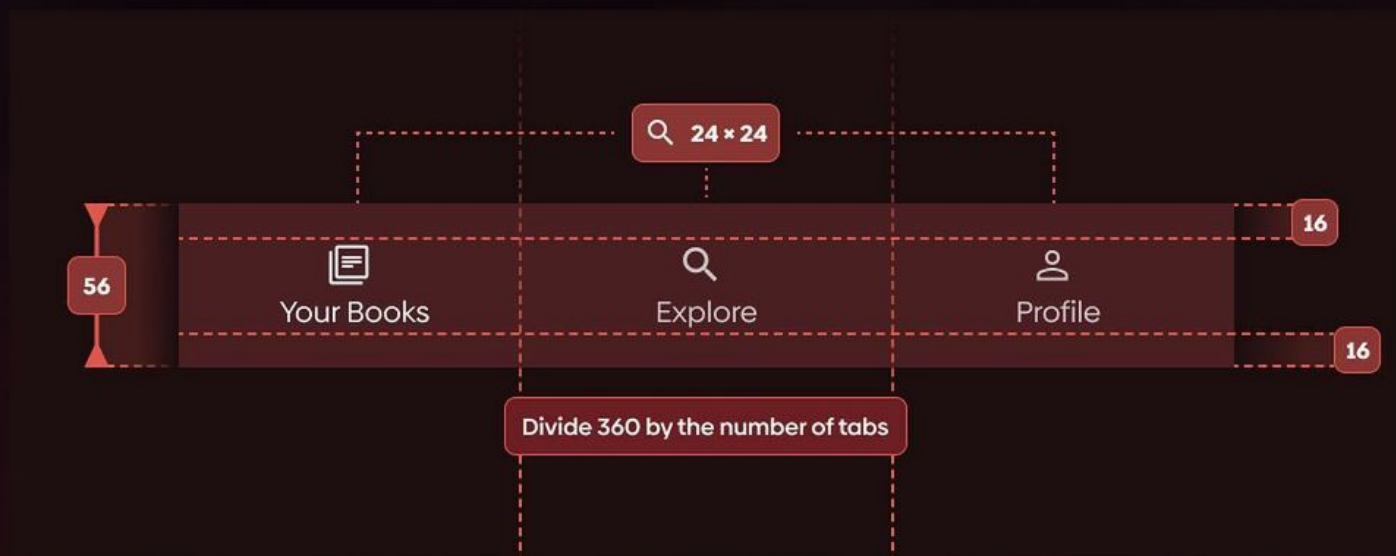 24 × 24
16
56
Your Books
Explore
Profile
16
Divide 360 by the number of tabs